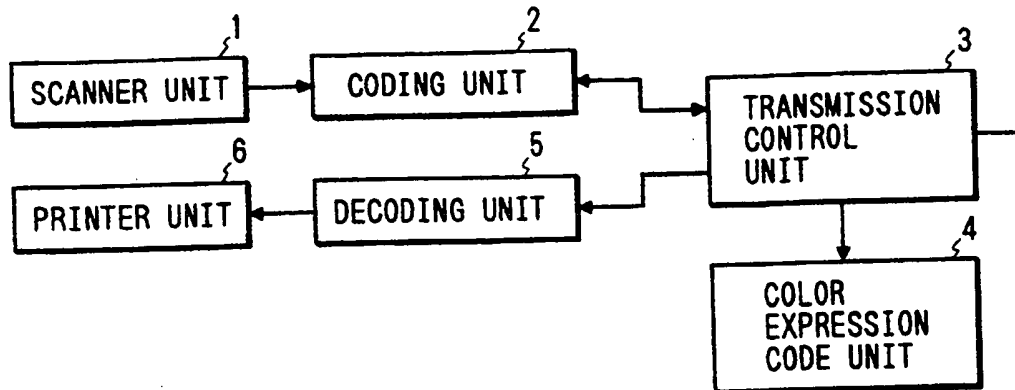 1
SCANNER UNIT
2
CODING UNIT
3
TRANSMISSION
CONTROL
UNIT
6
PRINTER UNIT
5
DECODING UNIT
4
COLOR
EXPRESSION
CODE UNIT